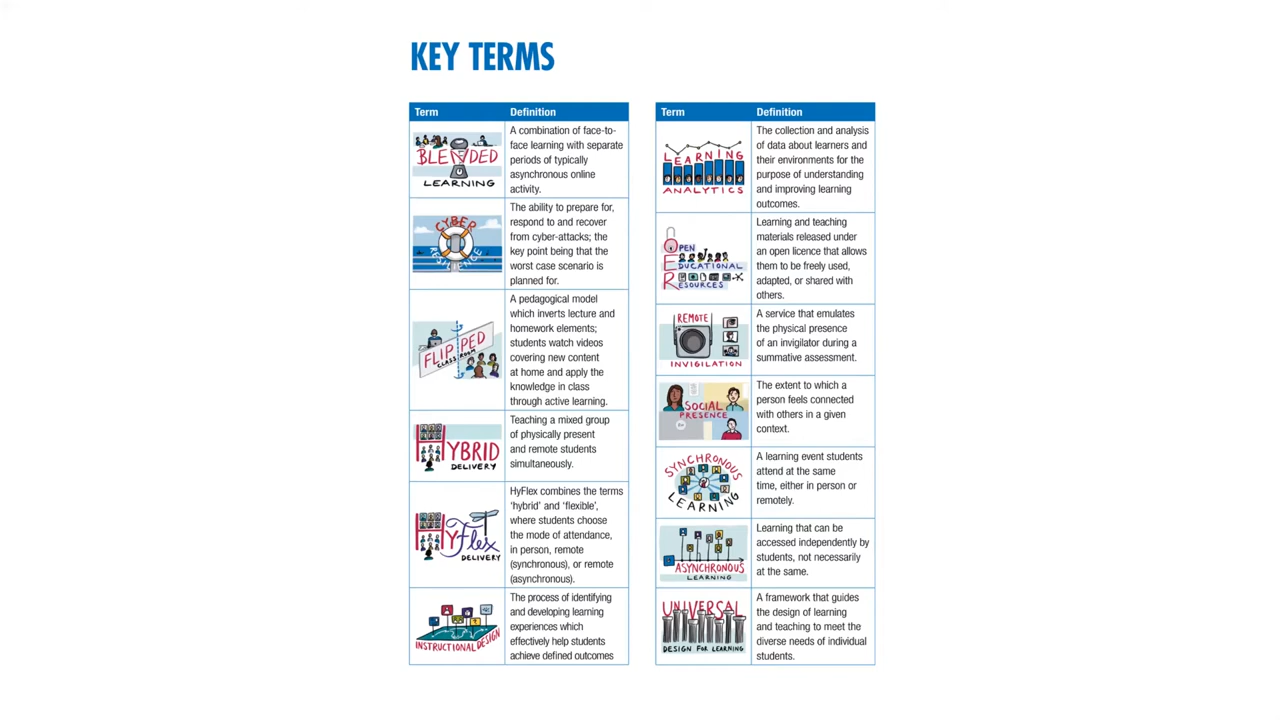 KEY TERMS
Term Definition
BLENDED
LEARNING
A combination of face-to-
face learning with separate
periods of typically
asynchronous online
activity.
CYBER
RESILIENCE
The ability to prepare for,
respond to and recover
from cyber-attacks; the
key point being that the
worst case scenario is
planned for.
FLIPPED
CLASSROOM
A pedagogical model
which inverts lecture and
homework elements;
students watch videos
covering new content
at home and apply the
knowledge in class
through active learning.
HYBRID
DELIVERY
Teaching a mixed group
of physically present
and remote students
simultaneously.
HYFlex
DELIVERY
HyFlex combines the terms
‘hybrid’ and ‘flexible’,
where students choose
the mode of attendance,
in person, remote
(synchronous), or remote
(asynchronous).
INSTRUCTIONAL DESIGN
The process of identifying
and developing learning
experiences which
effectively help students
achieve defined outcomes
Term Definition
LEARNING
ANALYTICS
The collection and analysis
of data about learners and
their environments for the
purpose of understanding
and improving learning
outcomes.
OPEN
EDUCATIONAL
RESOURCES
Learning and teaching
materials released under
an open licence that allows
them to be freely used,
adapted, or shared with
others.
REMOTE
INVIGILATION
A service that emulates
the physical presence
of an invigilator during a
summative assessment.
SOCIAL
PRESENCE
The extent to which a
person feels connected
with others in a given
context.
SYNCHRONOUS
LEARNING
A learning event students
attend at the same
time, either in person or
remotely.
ASYNCHRONOUS
LEARNING
Learning that can be
accessed independently by
students, not necessarily
at the same.
UNIVERSAL
DESIGN FOR LEARNING
A framework that guides
the design of learning
and teaching to meet the
diverse needs of individual
students.